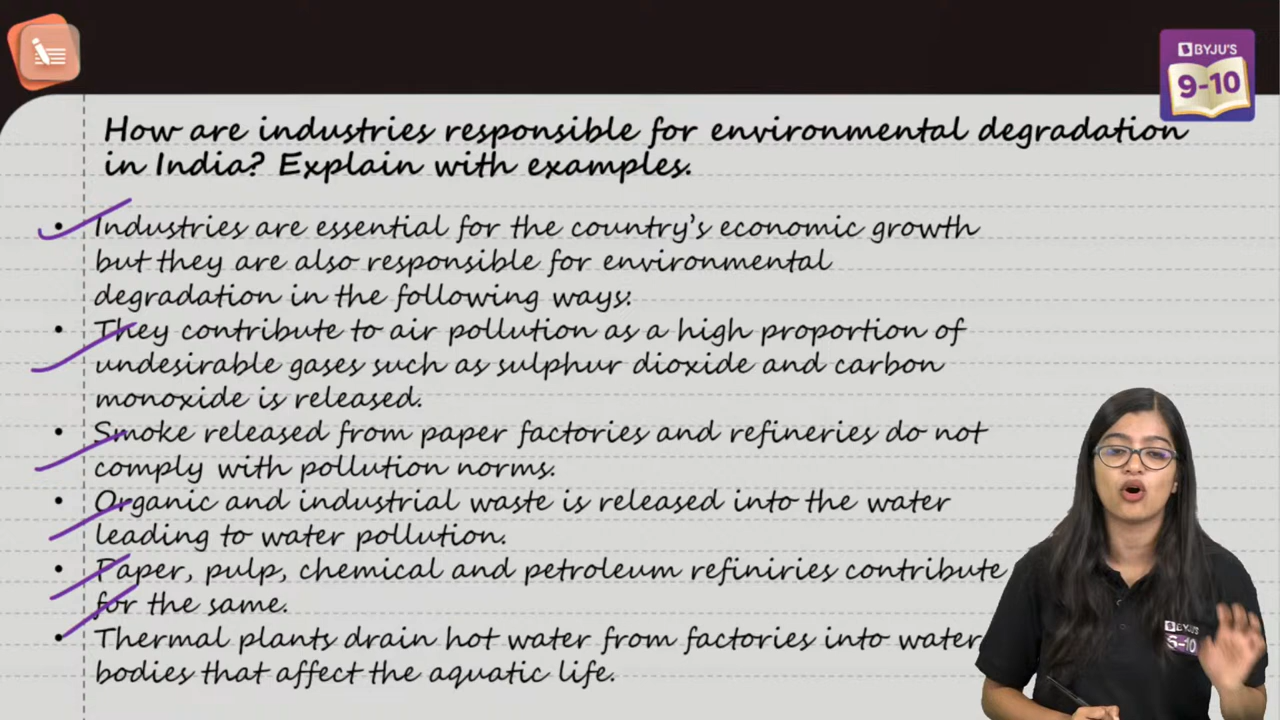 BYJU'S
9-10
How are industries responsible for environmental degradation
in India? Explain with examples.
• Industries are essential for the country's economic growth
but they are also responsible for environmental
degradation in the following ways:
• They contribute to air pollution as a high proportion of
undesirable gases such as sulphur dioxide and carbon
monoxide is released.
• Smoke released from paper factories and refineries do not
comply with pollution norms.
• Organic and industrial waste is released into the water
leading to water pollution.
• Paper, pulp, chemical and petroleum refiniries contribute
for the same.
• Thermal plants drain hot water from factories into water
bodies that affect the aquatic life.
BYJU'S
9-10